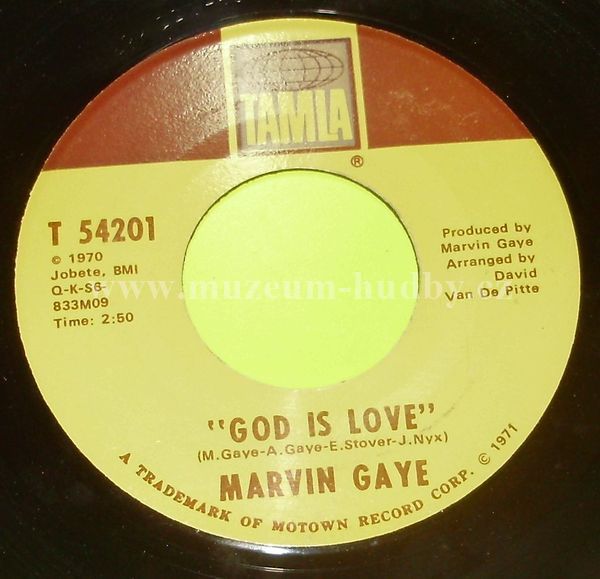 TAMLA
®
T 54201
© 1970
Jobete, BMI
Q-K-S6-
833M09
Time: 2:50
Produced by
Marvin Gaye
Arranged by
David
Van De Pitte
www.muzeum-hudby.cz
"GOD IS LOVE"
(M.Gaye-A.Gaye-E.Stover-J.Nyx)
MARVIN GAYE
A TRADEMARK OF MOTOWN RECORD CORP. © 1971